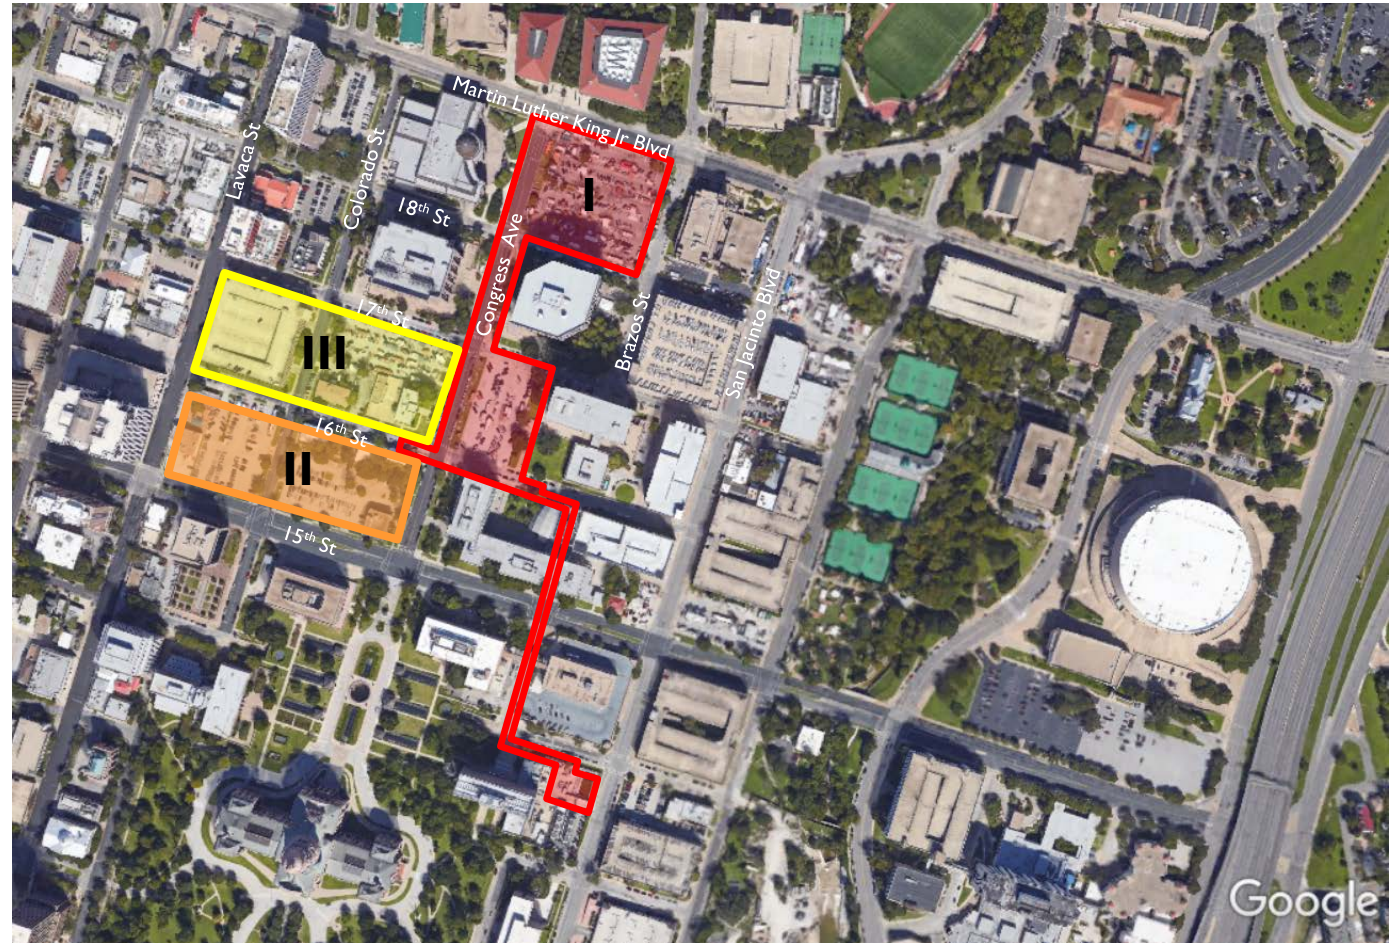 Martin Luther King Jr. Blvd
Lavaca St
Colorado St
I
18th St
Congress Ave
San Jacinto Blvd
Brazos St
17th St
III
16th St
II
15th St
Google